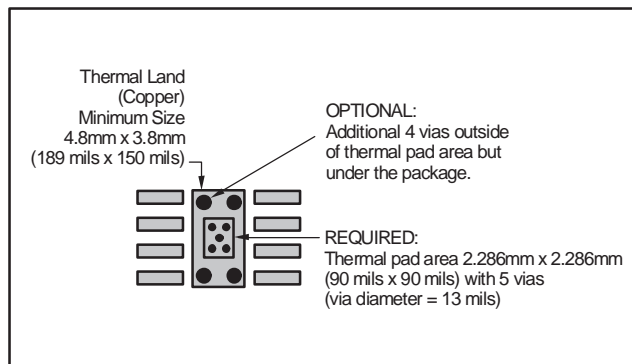 Thermal Land
(Copper)
Minimum Size
4.8mm x 3.8mm
(189 mils x 150 mils)
OPTIONAL:
Additional 4 vias outside
of thermal pad area but
under the package.
REQUIRED:
Thermal pad area 2.286mm x 2.286mm
(90 mils x 90 mils) with 5 vias
(via diameter = 13 mils)